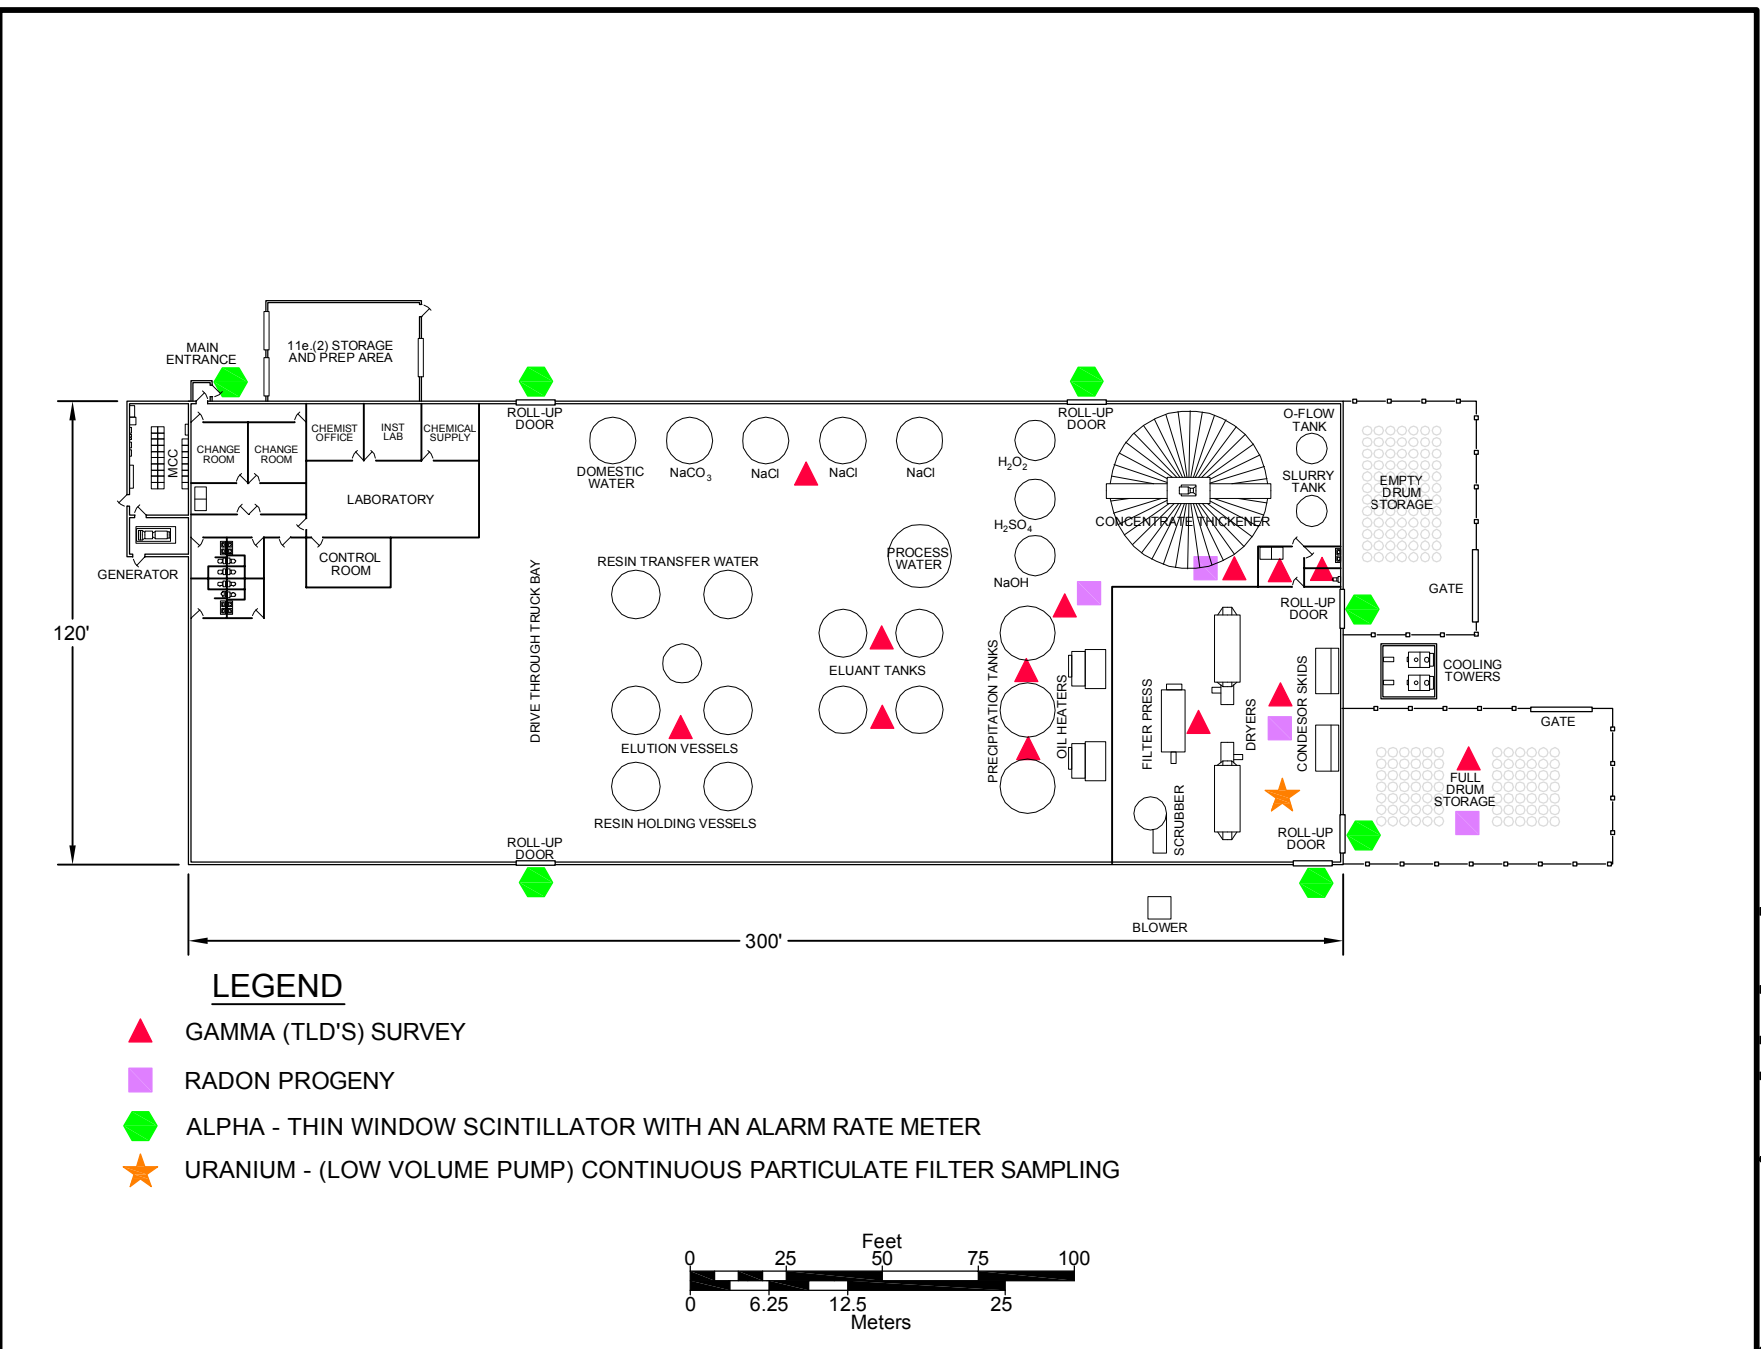 MAIN
ENTRANCE
11e.(2) STORAGE
AND PREP AREA
ROLL-UP
DOOR
ROLL-UP
DOOR
O-FLOW
TANK
CHANGE
ROOM
CHANGE
ROOM
CHEMIST
OFFICE
INST
LAB
CHEMICAL
SUPPLY
MCC
DOMESTIC
WATER
NaCO3
NaCl
NaCl
NaCl
H2O2
SLURRY
TANK
EMPTY
DRUM
STORAGE
LABORATORY
H2SO4
CONCENTRATE THICKENER
GENERATOR
CONTROL
ROOM
RESIN TRANSFER WATER
PROCESS
WATER
NaOH
GATE
ROLL-UP
DOOR
120'
DRIVE THROUGH TRUCK BAY
ELUANT TANKS
PRECIPITATION TANKS
OIL HEATERS
FILTER PRESS
DRYERS
CONDESOR SKIDS
COOLING
TOWERS
GATE
ELUTION VESSELS
FULL
DRUM
STORAGE
RESIN HOLDING VESSELS
SCRUBBER
ROLL-UP
DOOR
ROLL-UP
DOOR
BLOWER
300'
LEGEND
GAMMA (TLD'S) SURVEY
RADON PROGENY
ALPHA - THIN WINDOW SCINTILLATOR WITH AN ALARM RATE METER
URANIUM - (LOW VOLUME PUMP) CONTINUOUS PARTICULATE FILTER SAMPLING
Feet
0 25 50 75 100
0 6.25 12.5 25
Meters